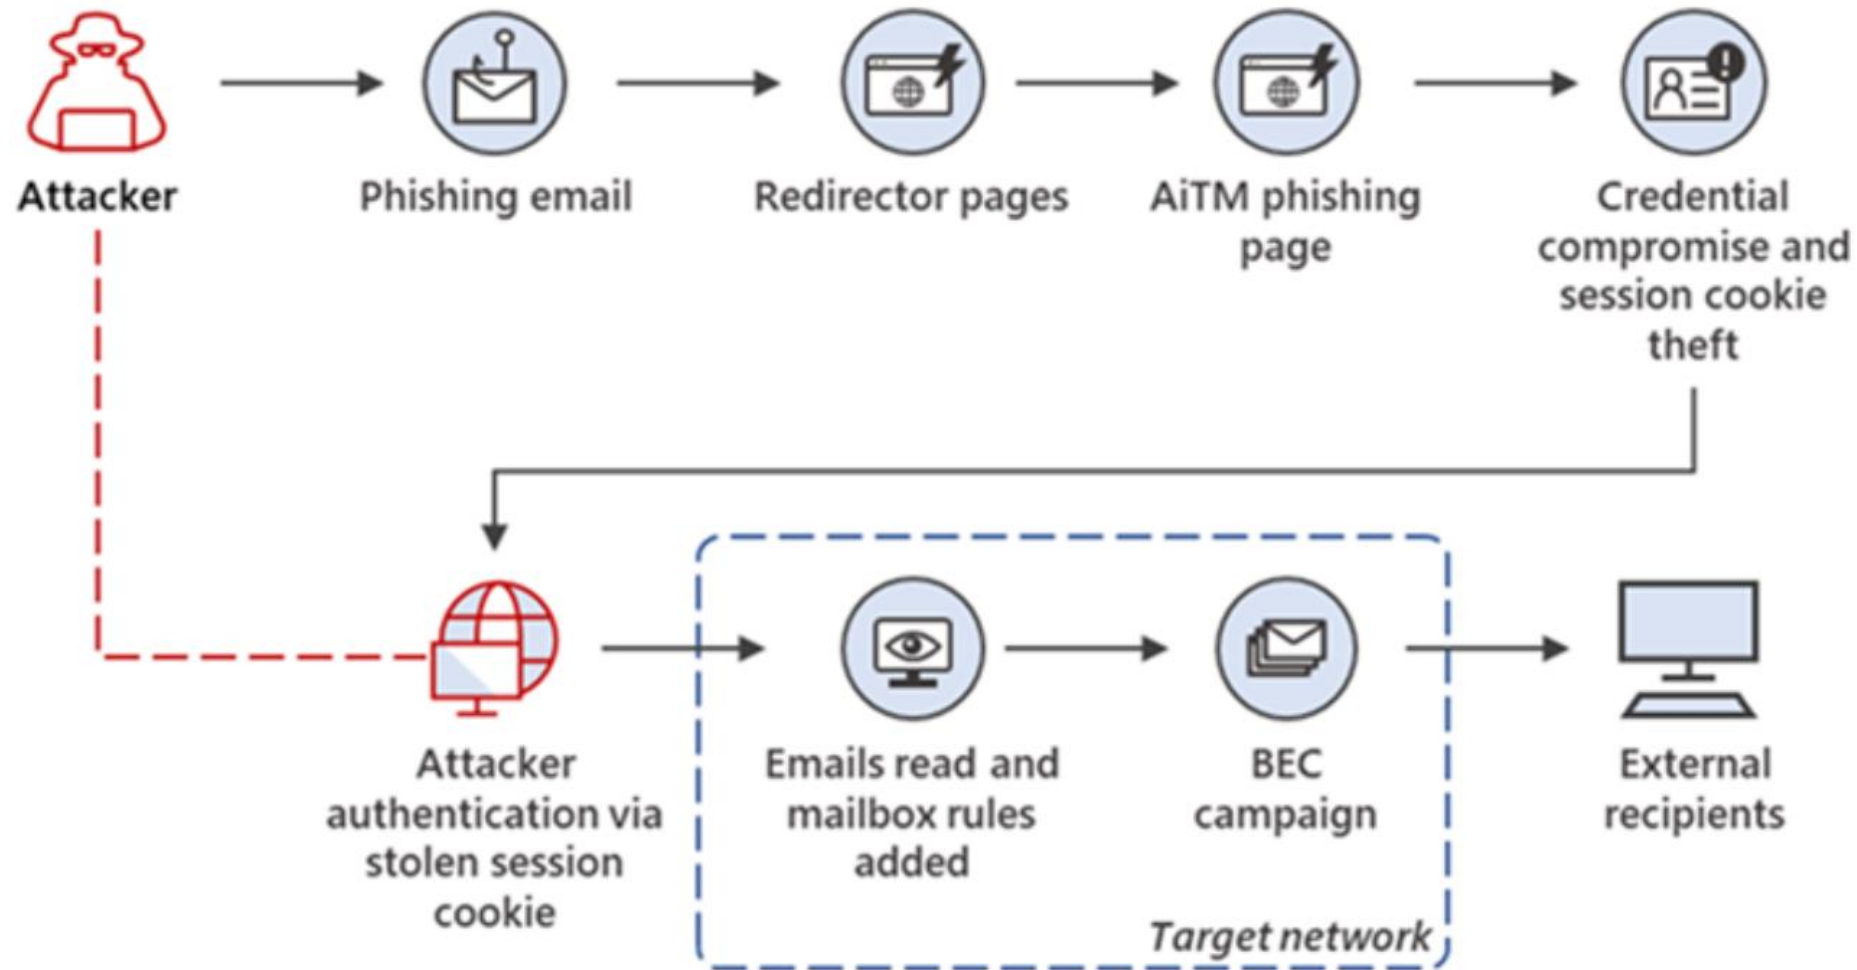 Attacker
Phishing email
Redirector pages
AiTM phishing
page
Credential
compromise and
session cookie
theft
Attacker
authentication via
stolen session
cookie
Emails read and
mailbox rules
added
BEC
campaign
External
recipients
Target network